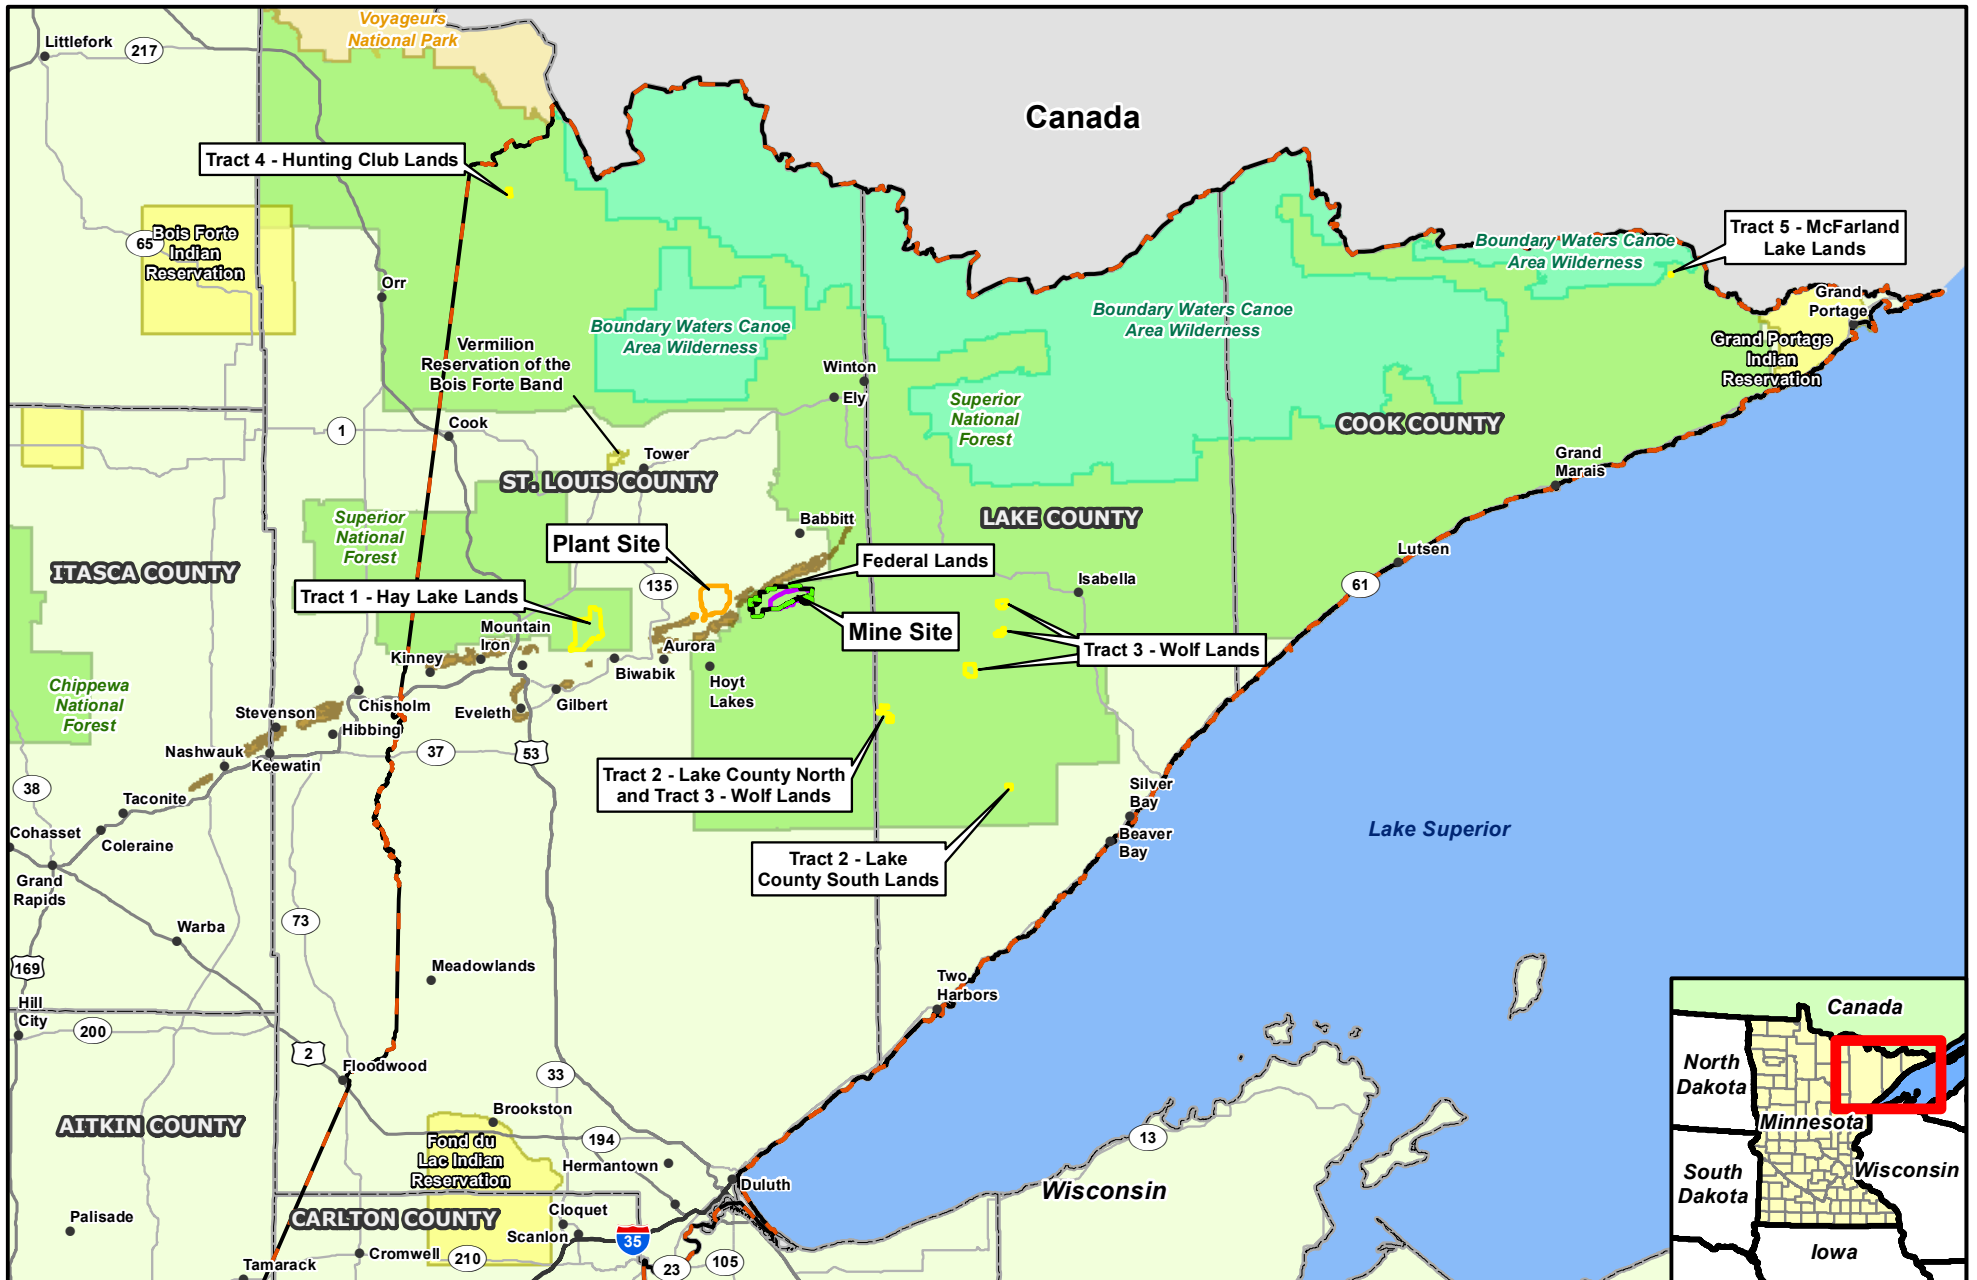 Voyageurs
National Park
Littlefork
217
Canada
Tract 4 - Hunting Club Lands
Bois Forte
Indian
Reservation
65
Tract 5 - McFarland
Lake Lands
Boundary Waters Canoe
Area Wilderness
Orr
Grand
Portage
Boundary Waters Canoe
Area Wilderness
Boundary Waters Canoe
Area Wilderness
Grand Portage
Indian
Reservation
Vermilion
Reservation of the
Bois Forte Band
Winton
Ely
Superior
National
Forest
COOK COUNTY
1
Cook
Tower
Grand
Marais
ST. LOUIS COUNTY
Superior
National
Forest
Babbitt
LAKE COUNTY
Plant Site
Federal Lands
Lutsen
ITASCA COUNTY
135
Isabella
61
Tract 1 - Hay Lake Lands
Mine Site
Mountain
Iron
Kinney
Aurora
Tract 3 - Wolf Lands
Biwabik
Hoyt
Lakes
Chippewa
National
Forest
Stevenson
Chisholm
Eveleth
Gilbert
Hibbing
Nashwauk
Keewatin
37
53
Tract 2 - Lake County North
and Tract 3 - Wolf Lands
38
Taconite
Silver
Bay
Cohasset
Coleraine
Beaver
Bay
Lake Superior
Tract 2 - Lake
County South Lands
Grand
Rapids
73
Warba
169
Meadowlands
Two
Harbors
Hill
City
200
2
Floodwood
33
AITKIN COUNTY
Brookston
194
13
Fond du
Lac Indian
Reservation
Hermantown
Duluth
Wisconsin
CARLTON COUNTY
Cloquet
Scanlon
35
Palisade
Cromwell
210
Tamarack
23
105
Canada
North
Dakota
Minnesota
South
Dakota
Wisconsin
Iowa